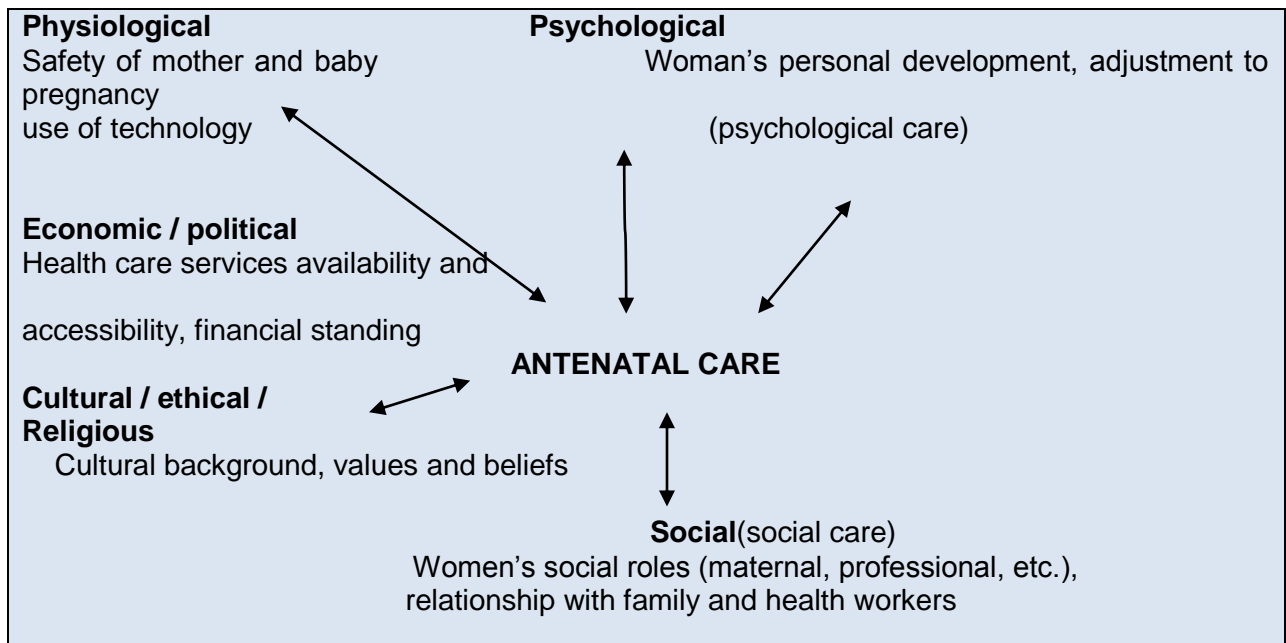 Physiological Psychological
Safety of mother and baby Woman’s personal development, adjustment to
pregnancy
use of technology (psychological care)
Economic / political
Health care services availability and
accessibility, financial standing
ANTENATAL CARE
Cultural / ethical /
Religious
Cultural background, values and beliefs
Social(social care)
Women’s social roles (maternal, professional, etc.),
relationship with family and health workers